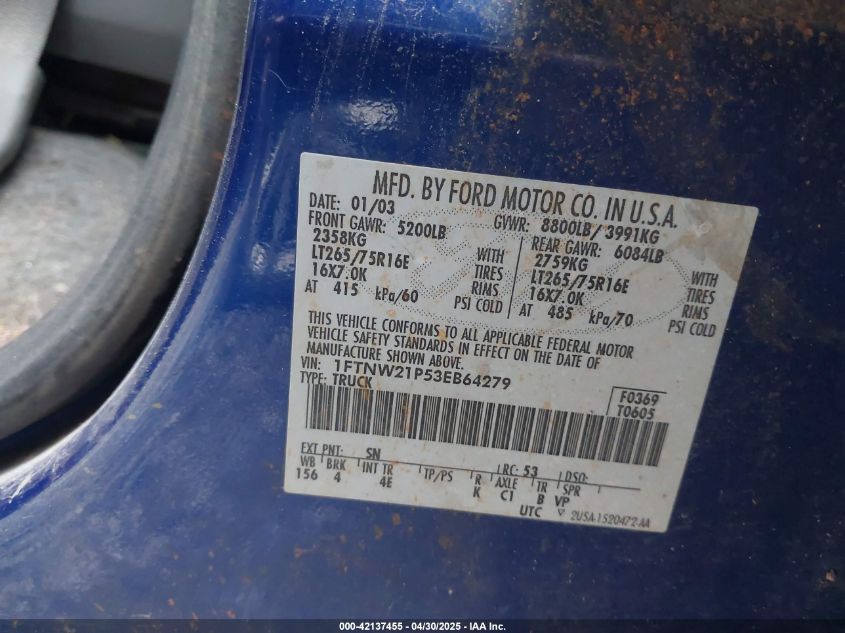 MFD. BY FORD MOTOR CO. IN U.S.A.
DATE: 01/03 GVWR: 8800LB/3991KG
FRONT GAWR: 5200LB REAR GAWR: 6084LB
2358KG WITH 2759KG WITH
LT265/75R16E TIRES LT265/75R16E TIRES
16X7.0K RIMS 16X7.0K RIMS
AT 415 kPa/60 PSI COLD AT 485 kPa/70 PSI COLD
THIS VEHICLE CONFORMS TO ALL APPLICABLE FEDERAL MOTOR
VEHICLE SAFETY STANDARDS IN EFFECT ON THE DATE OF
MANUFACTURE SHOWN ABOVE.
VIN: 1FTNW21P53EB64279
TYPE: TRUCK
F0369
T0605
EXT PNT: SN RC: 53 DSO:
WB BRK INT TR TP/PS R AXLE TR SPR
156 4 4E K C1 B VP
UTC ▽ 2USA-1520472-AA
000-42137455 - 04/30/2025 - IAA Inc.